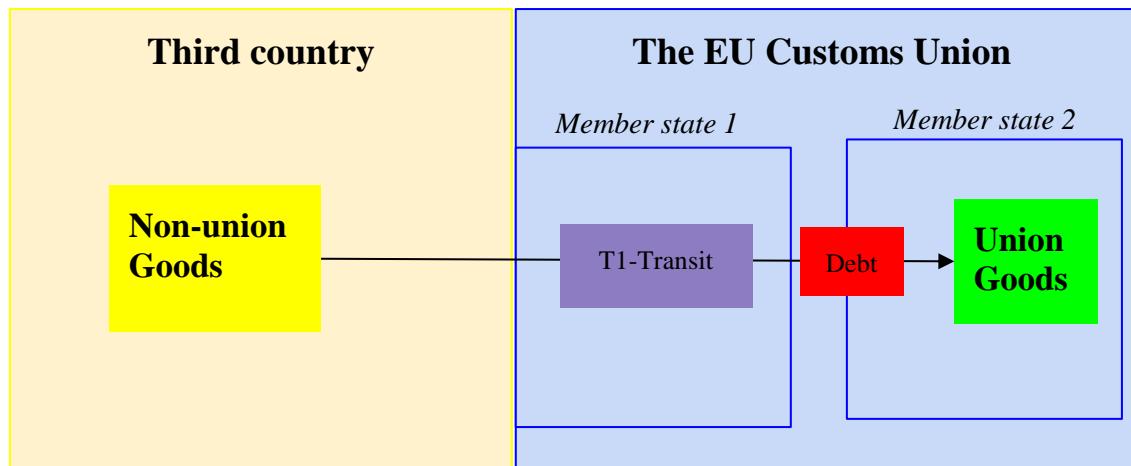 Third country
The EU Customs Union
Member state 1
Member state 2
Non-union
Goods
T1-Transit
Debt
Union
Goods